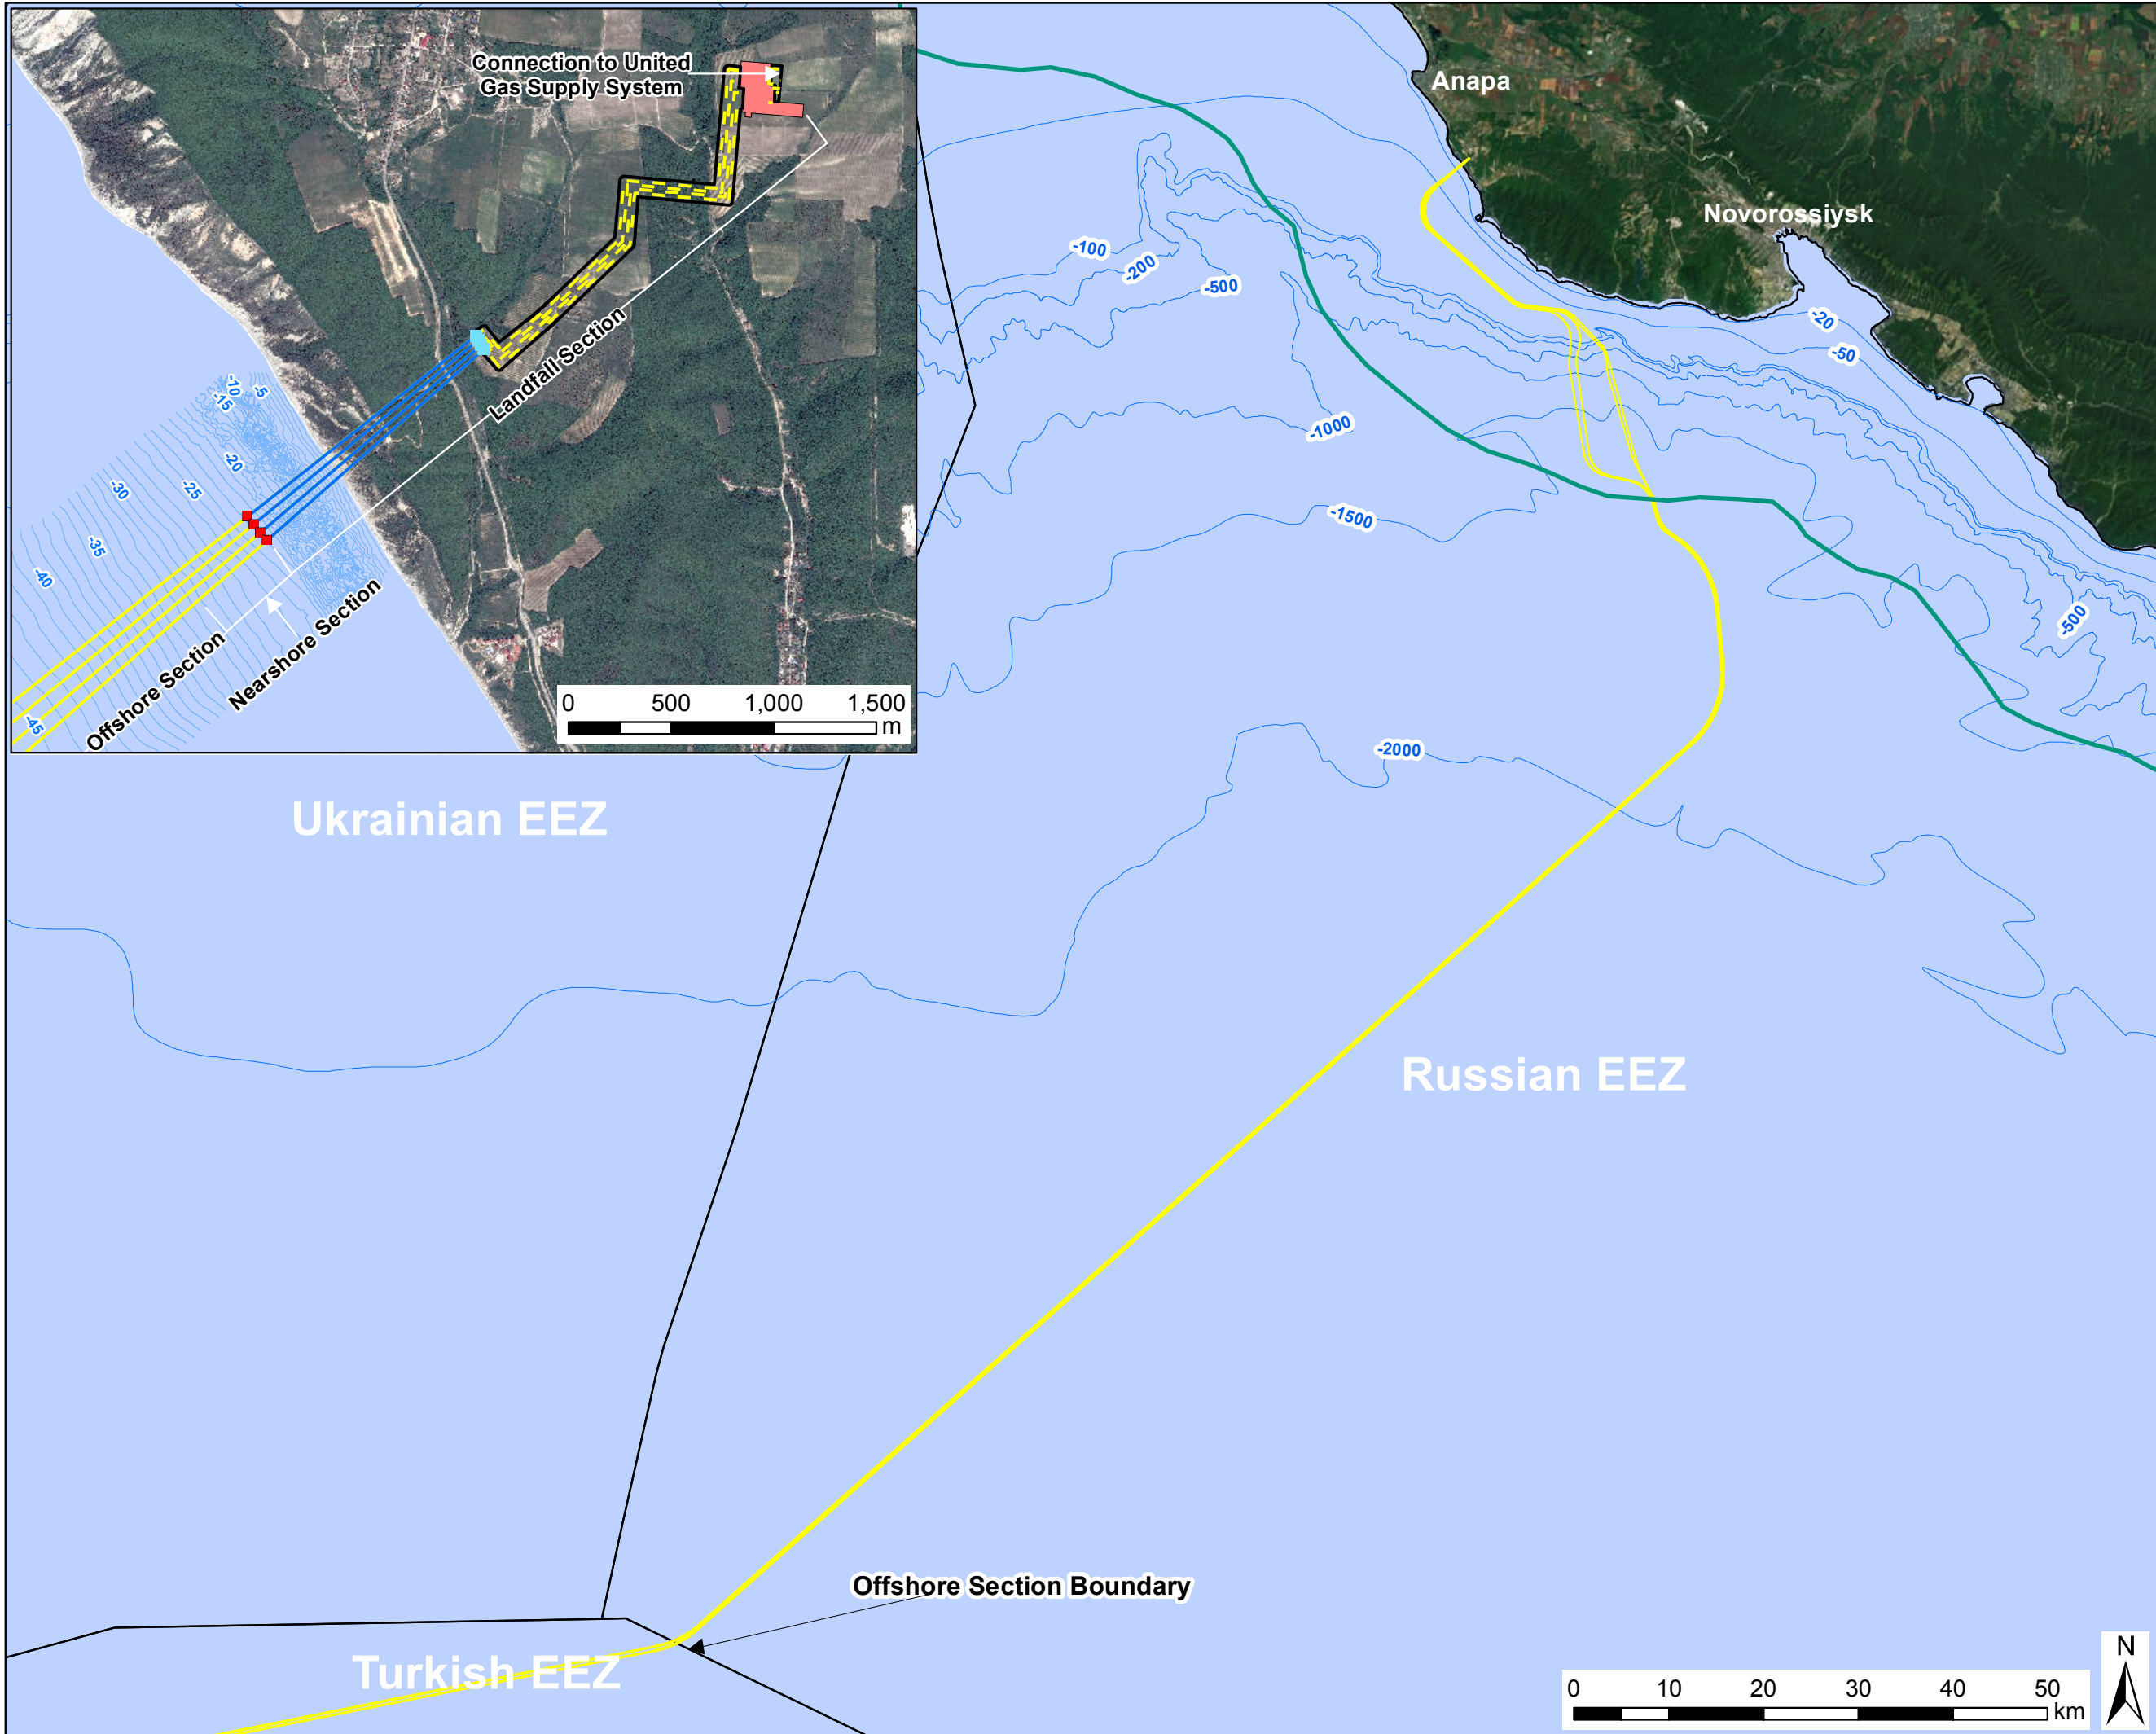 Connection to United
Gas Supply System
Landfall Section
Nearshore Section
Offshore Section
-5
-10
-15
-20
-25
-30
-35
-40
-45
0 500 1,000 1,500
m
Anapa
Novorossiysk
-20
-50
-100
-200
-500
-1000
-1500
-500
-2000
Ukrainian EEZ
Russian EEZ
Offshore Section Boundary
Turkish EEZ
0 10 20 30 40 50
km
N